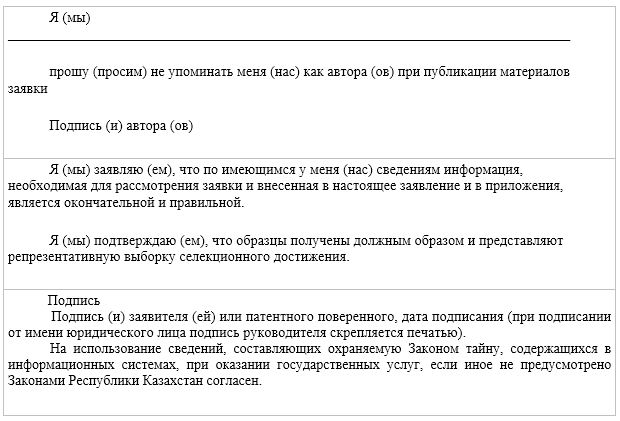 Я (мы)
прошу (просим) не упоминать меня (нас) как автора (ов) при публикации материалов
заявки
Подпись (и) автора (ов)
Я (мы) заявляю (ем), что по имеющимся у меня (нас) сведениям информация,
необходимая для рассмотрения заявки и внесенная в настоящее заявление и в приложения,
является окончательной и правильной.
Я (мы) подтверждаю (ем), что образцы получены должным образом и представляют
репрезентативную выборку селекционного достижения.
Подпись
Подпись (и) заявителя (ей) или патентного поверенного, дата подписания (при подписании
от имени юридического лица подпись руководителя скрепляется печатью).
На использование сведений, составляющих охраняемую Законом тайну, содержащихся в
информационных системах, при оказании государственных услуг, если иное не предусмотрено
Законами Республики Казахстан согласен.